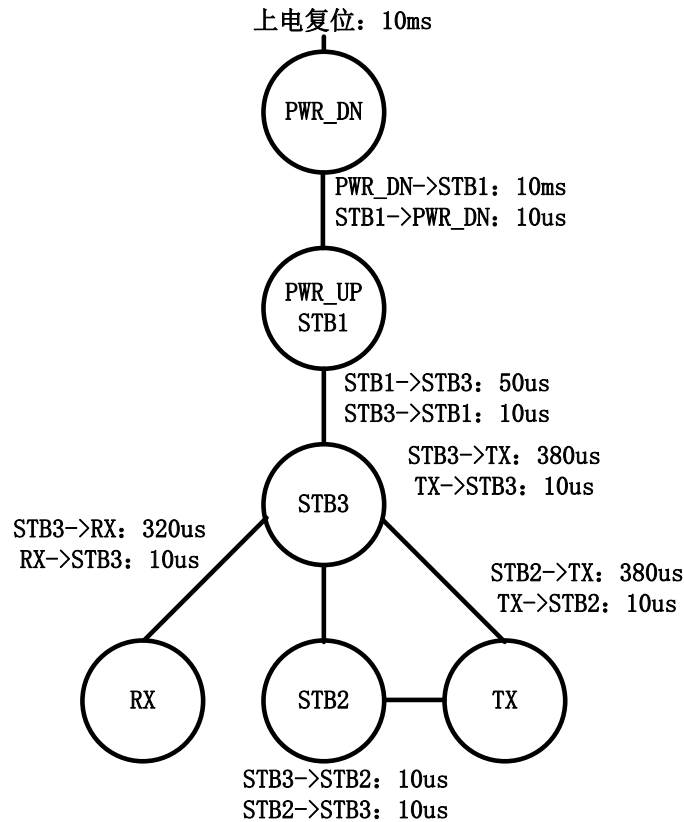 上电复位：10ms
PWR_DN
PWR_DN->STB1：10ms
STB1->PWR_DN：10us
PWR_UP
STB1
STB1->STB3：50us
STB3->STB1：10us
STB3->TX：380us
TX->STB3：10us
STB3
STB3->RX：320us
RX->STB3：10us
STB2->TX：380us
TX->STB2：10us
RX
STB2
TX
STB3->STB2：10us
STB2->STB3：10us